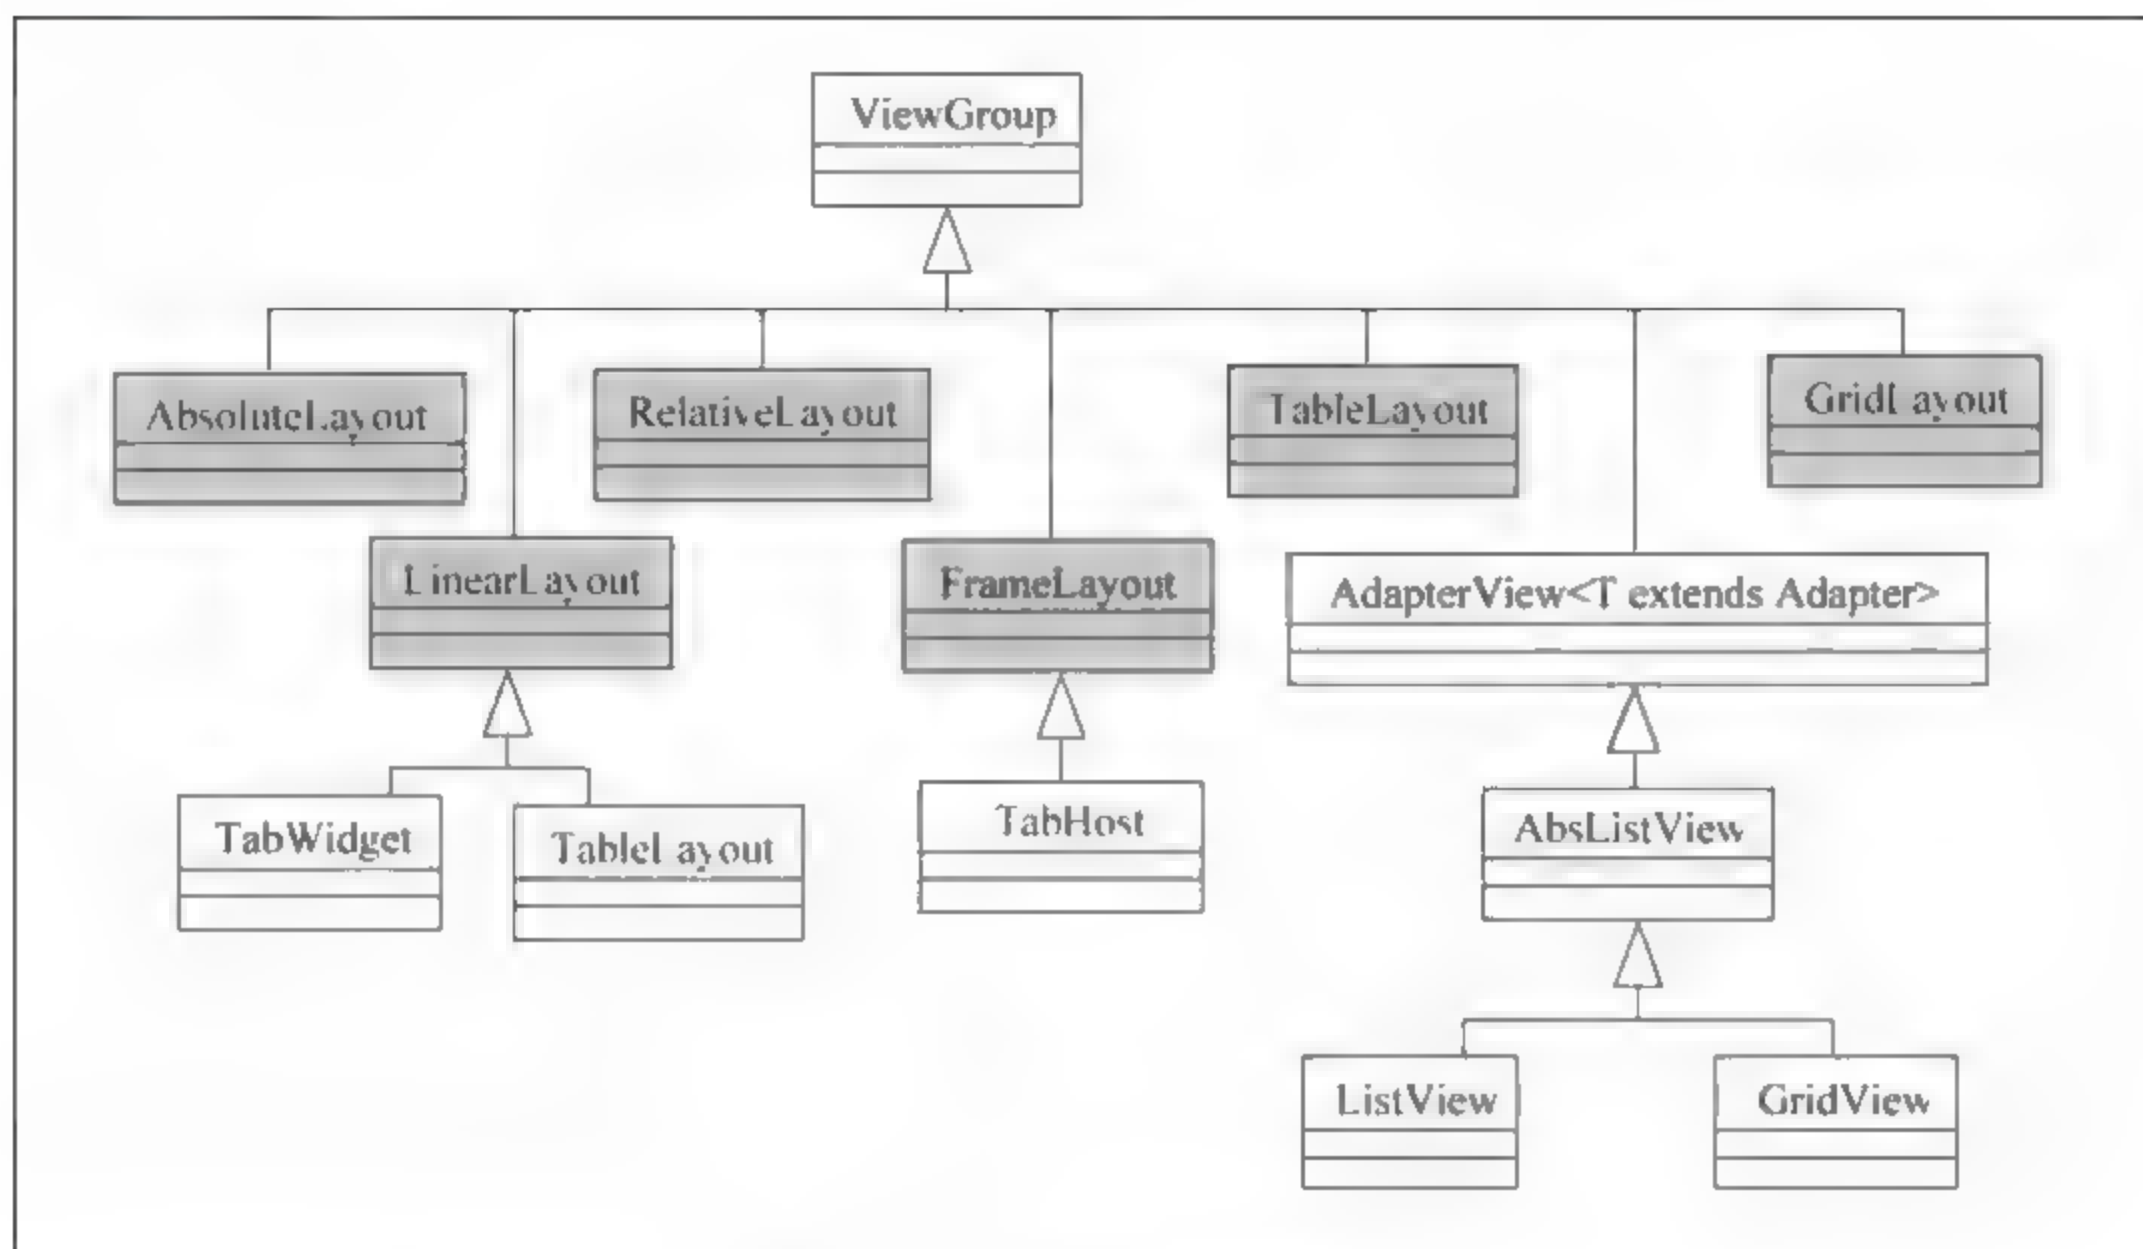 ViewGroup
AbsoluteLayout
RelativeLayout
TableLayout
GridLayout
LinearLayout
FrameLayout
AdapterView<T extends Adapter>
TabWidget
TableLayout
TabHost
AbsListView
ListView
GridView